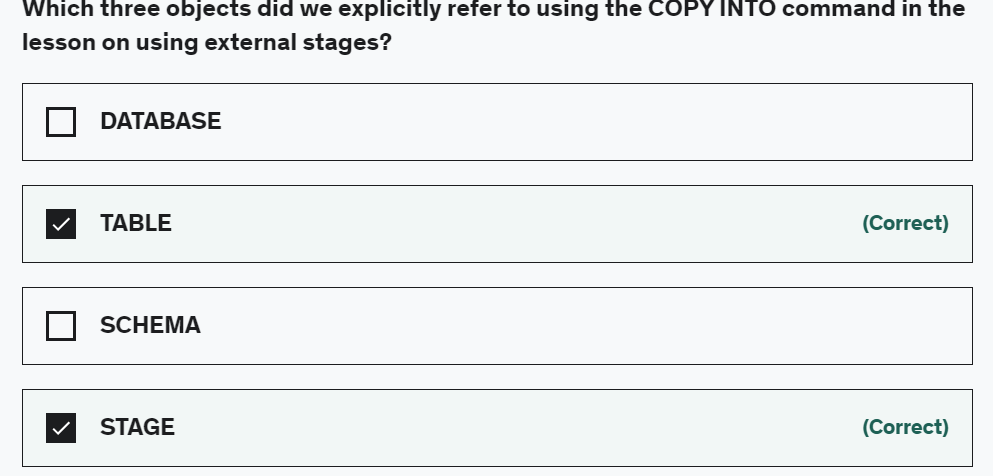 Which three objects did we explicitly refer to using the COPY INTO command in the
lesson on using external stages?
DATABASE
TABLE (Correct)
SCHEMA
STAGE (Correct)